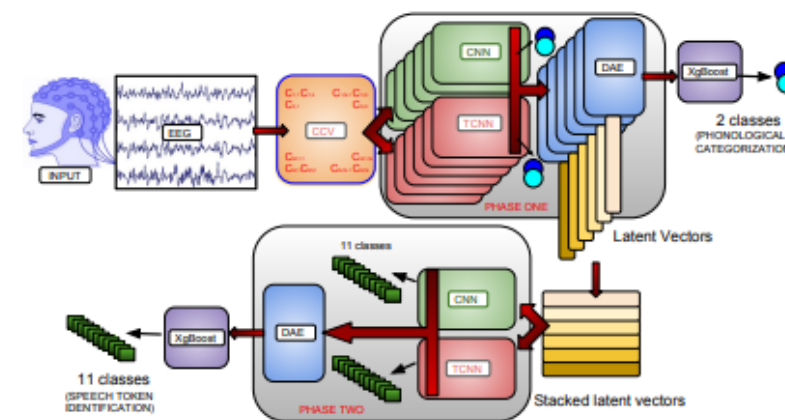 INPUT
EEG
CCV
CNN
TCNN
PHASE ONE
DAE
XgBoost
2 classes
(PHONOLOGICAL
CATEGORIZATION
Latent Vectors
Stacked latent vectors
11 classes
CNN
TCNN
DAE
PHASE TWO
XgBoost
11 classes
(SPEECH TOKEN
IDENTIFICATION)